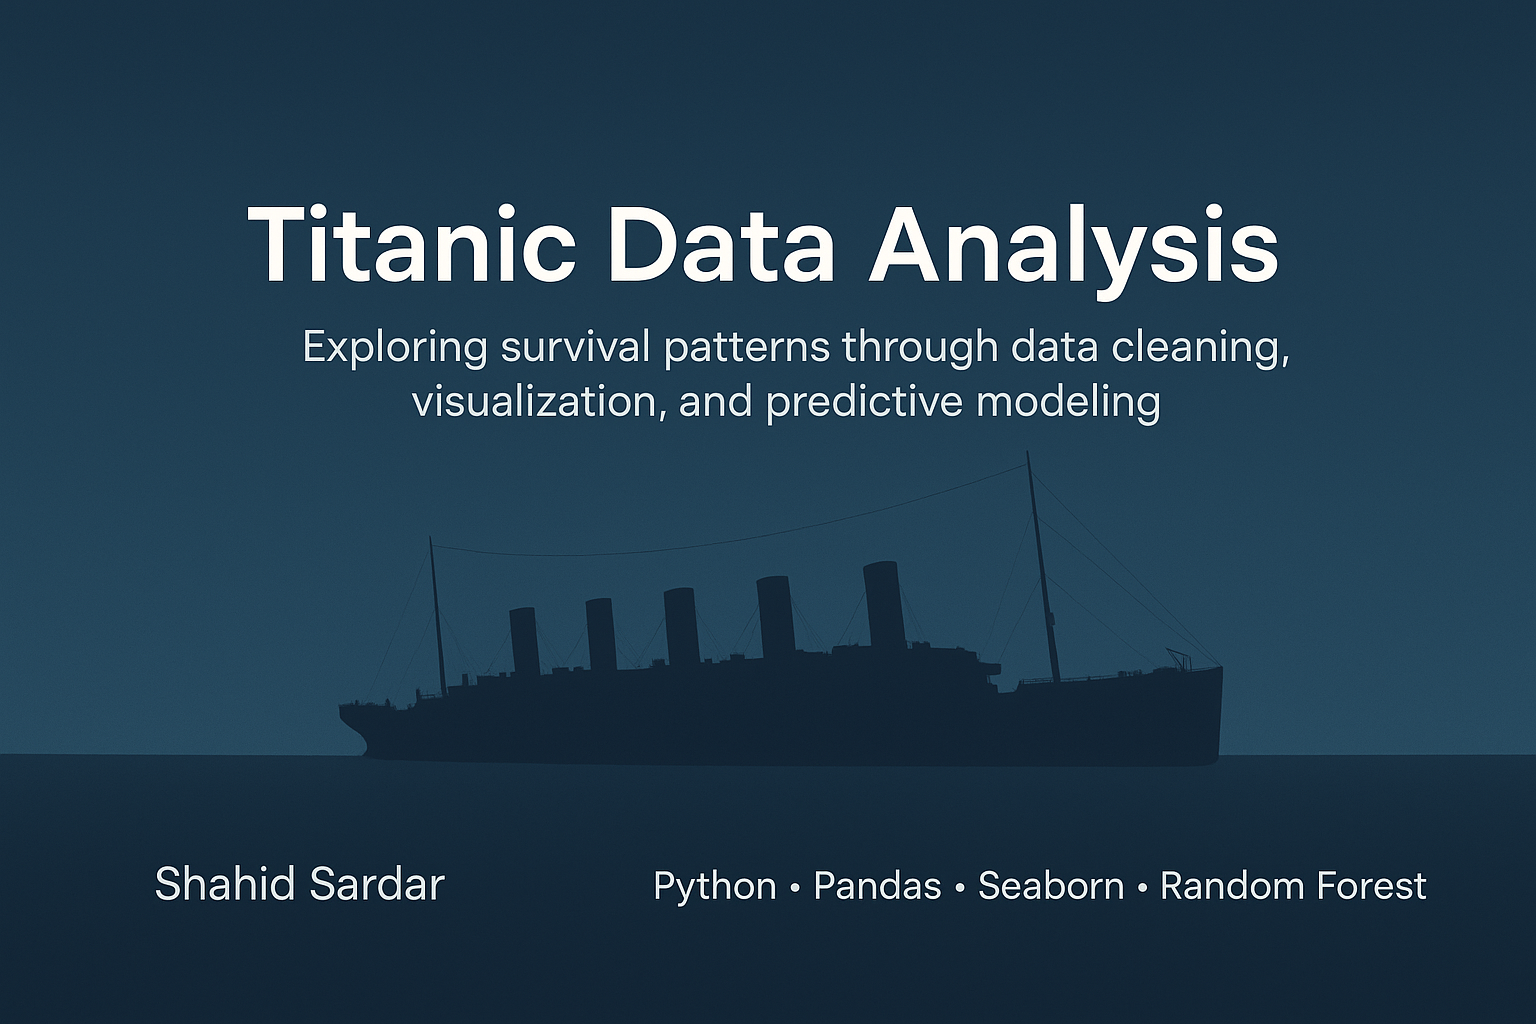 Titanic Data Analysis
Exploring survival patterns through data cleaning,
visualization, and predictive modeling
Shahid Sardar
Python • Pandas • Seaborn • Random Forest